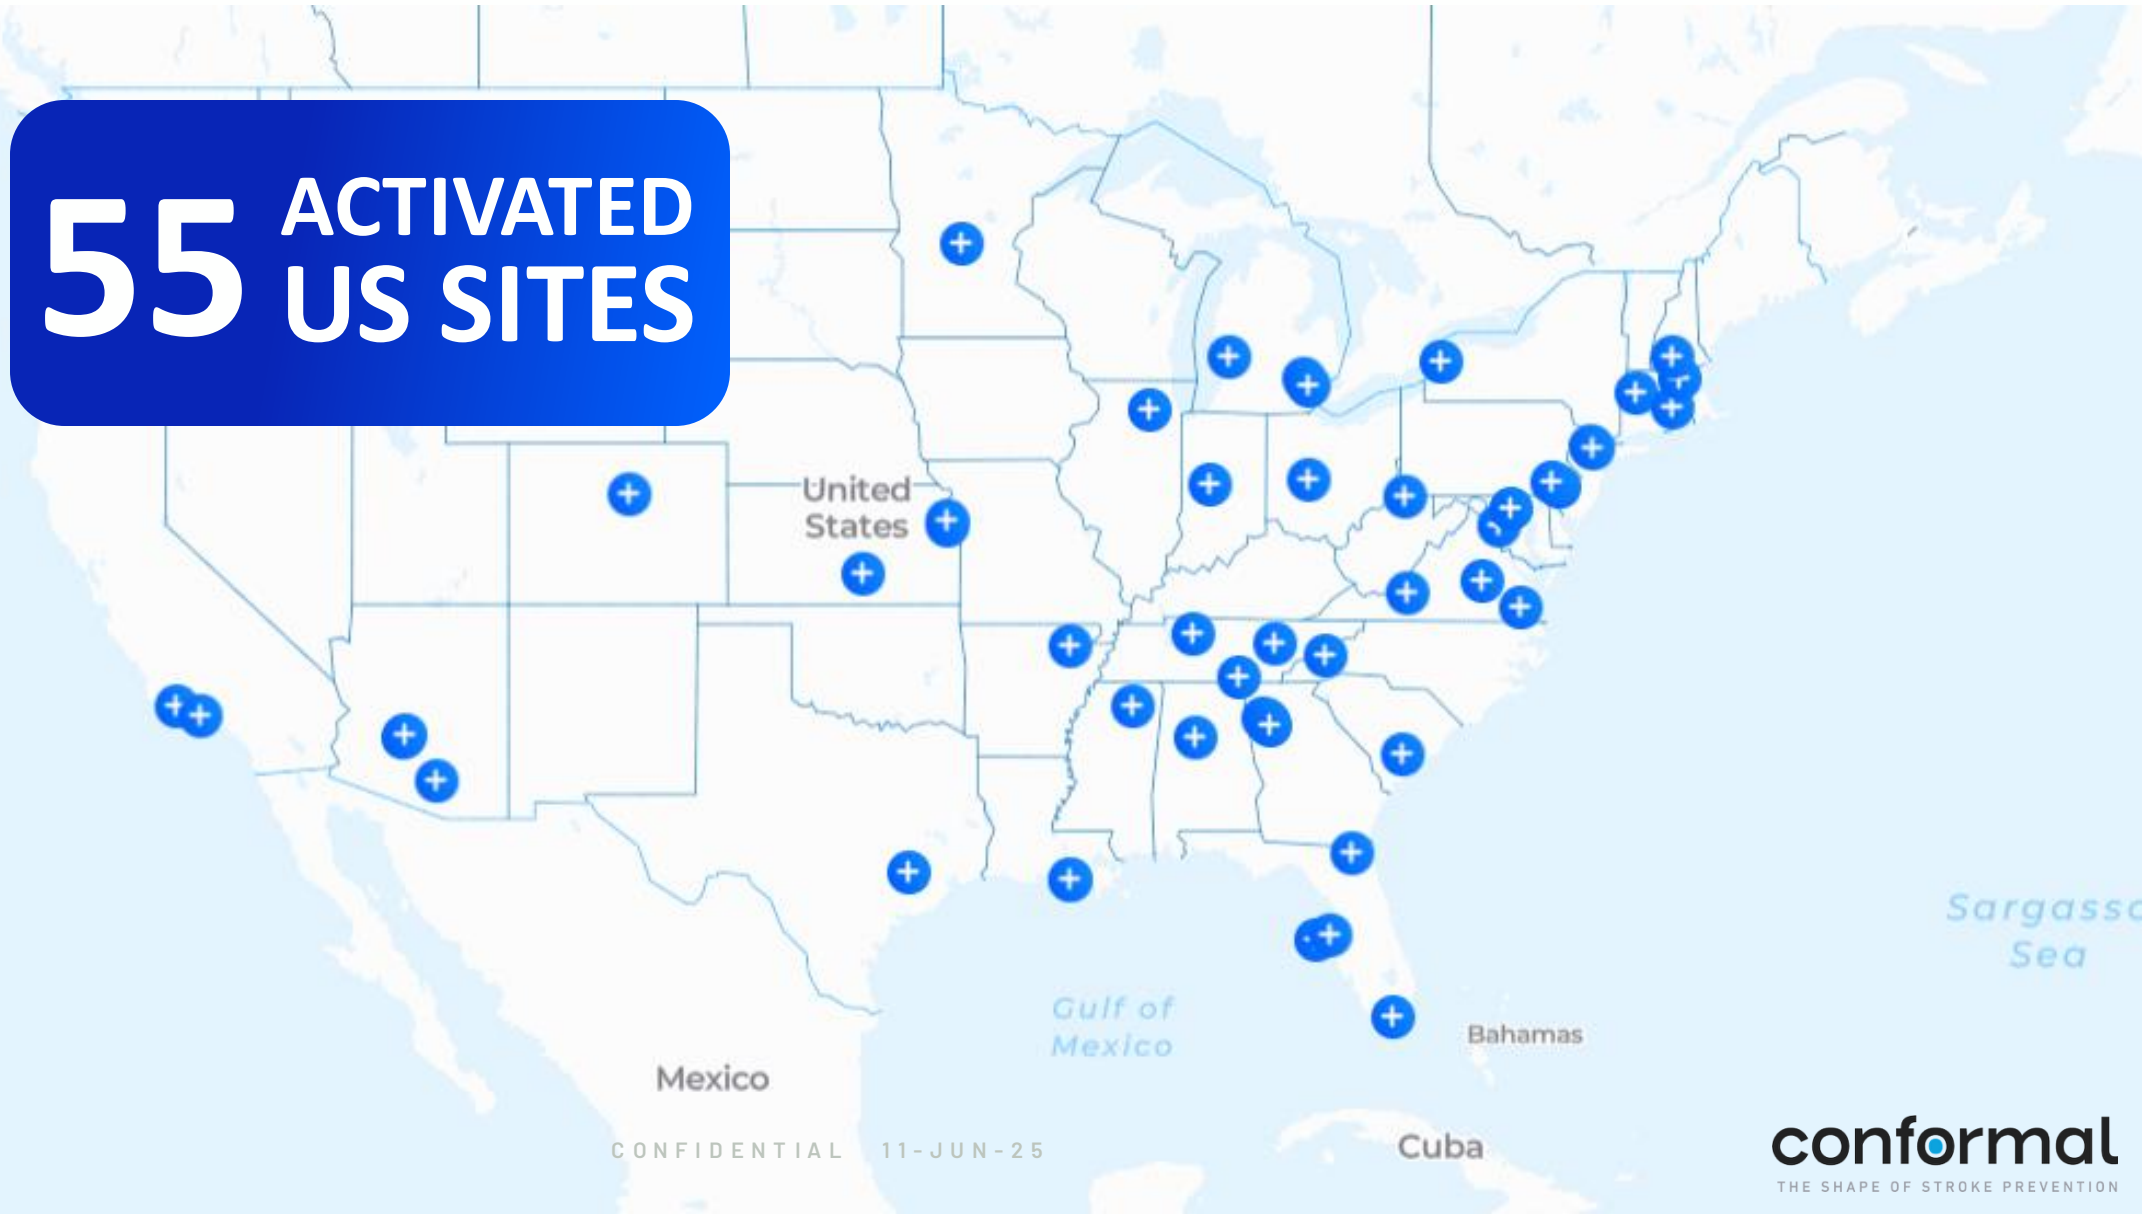 55 ACTIVATED
US SITES
United
States
Gulf of
Mexico
Sargasso
Sea
Bahamas
Mexico
Cuba
CONFIDENTIAL 11-JUN-25
conformal
THE SHAPE OF STROKE PREVENTION